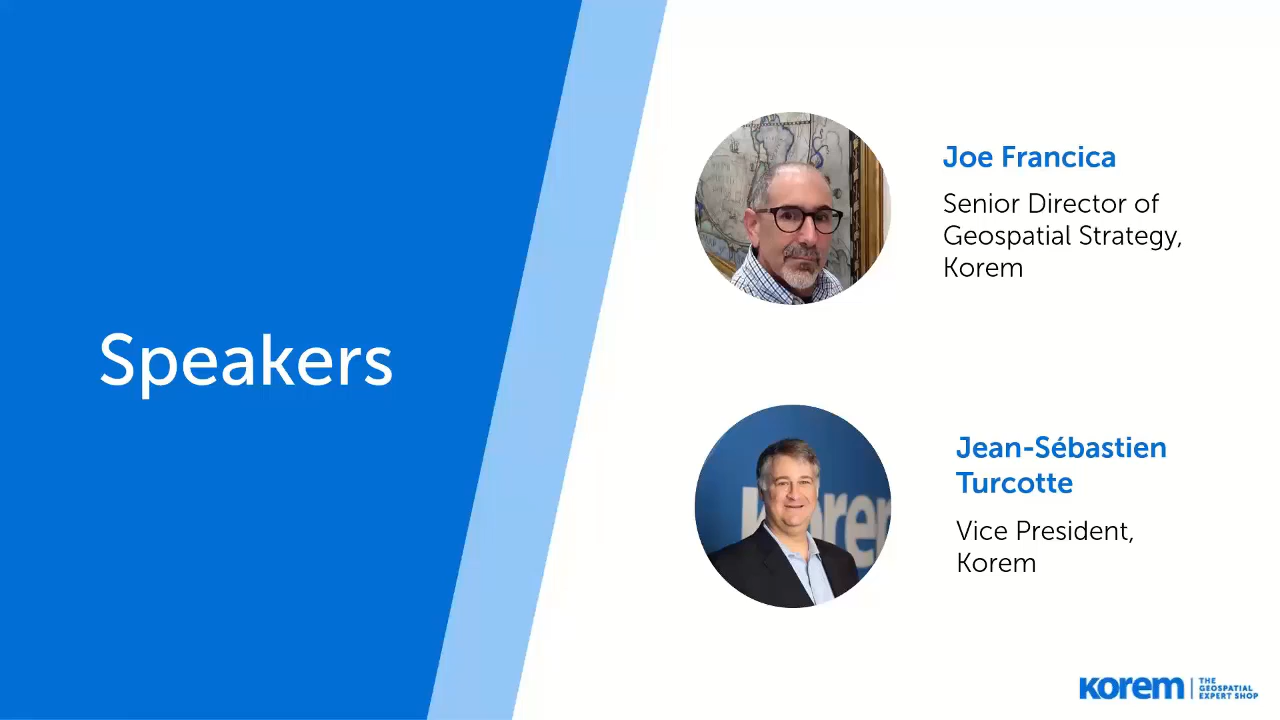 Speakers
Joe Francica
Senior Director of
Geospatial Strategy,
Korem
Jean-Sébastien
Turcotte
Vice President,
Korem
korem
THE
GEOSPATIAL
EXPERT SHOP